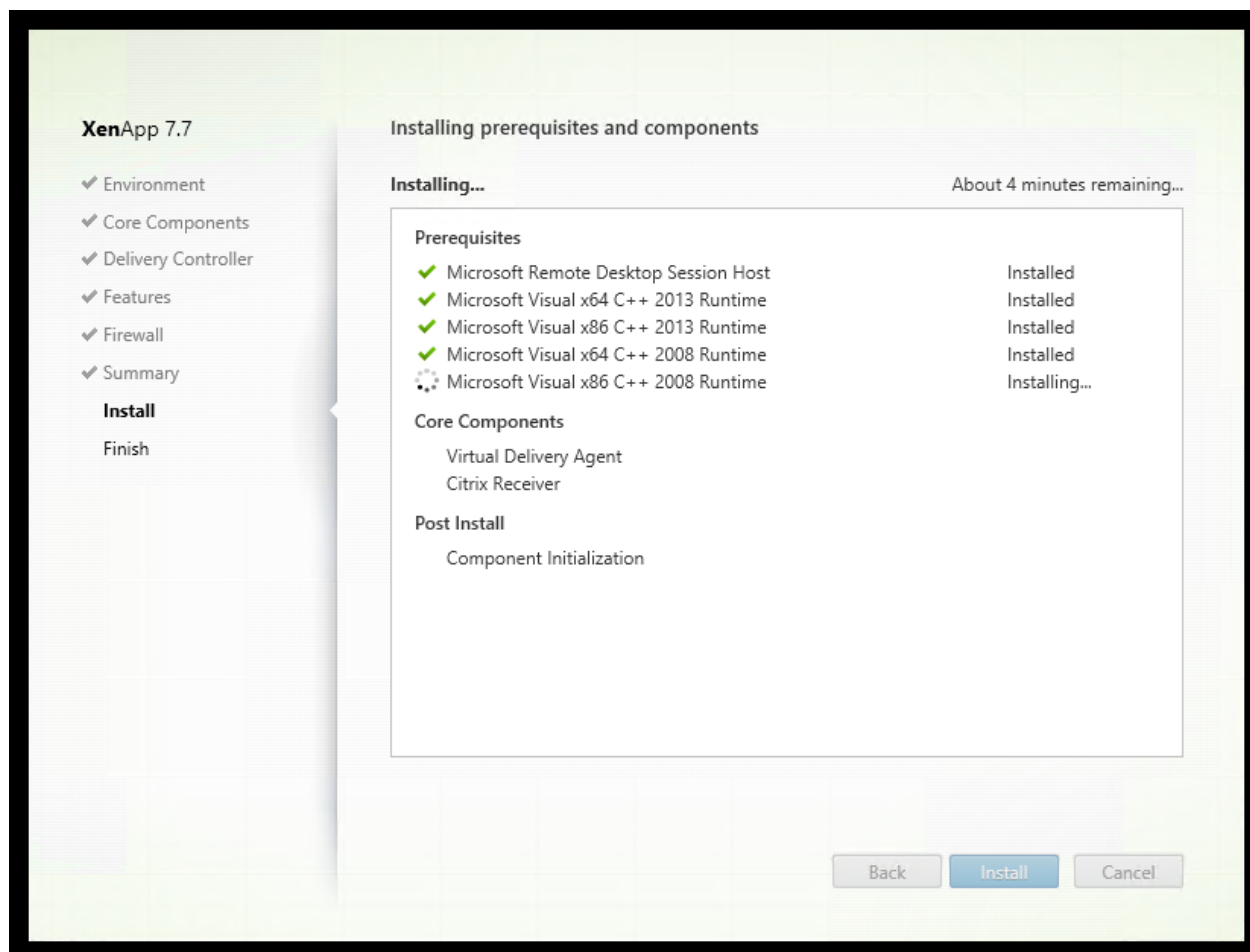 XenApp 7.7
Environment
Core Components
Delivery Controller
Features
Firewall
Summary
Install
Finish
Installing prerequisites and components
Installing... About 4 minutes remaining...
Prerequisites
Microsoft Remote Desktop Session Host Installed
Microsoft Visual x64 C++ 2013 Runtime Installed
Microsoft Visual x86 C++ 2013 Runtime Installed
Microsoft Visual x64 C++ 2008 Runtime Installed
Microsoft Visual x86 C++ 2008 Runtime Installing...
Core Components
Virtual Delivery Agent
Citrix Receiver
Post Install
Component Initialization
Back Install Cancel